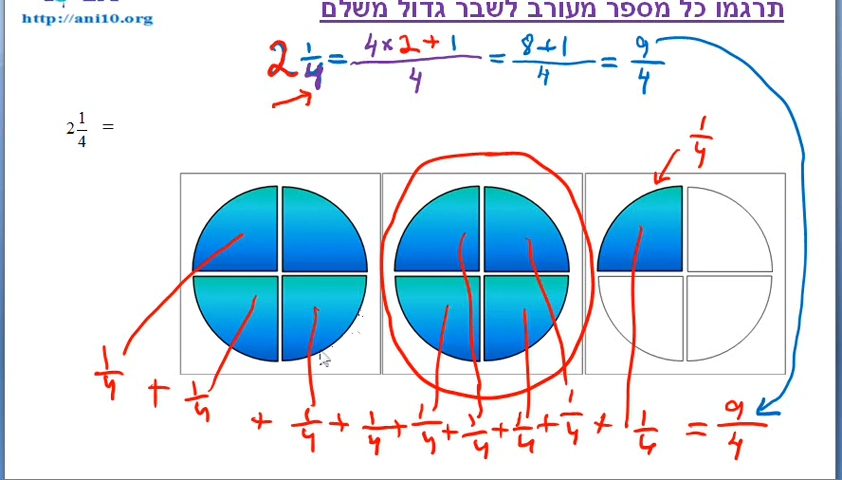 תרגמו כל מספר מעורב לשבר גדול משלם
http://ani10.org
2 1/4 = 4×2+1/4 = 8+1/4 = 9/4
2 1/4 =
1/4
1/4 + 1/4 + 1/4 + 1/4 + 1/4 + 1/4 + 1/4 + 1/4 + 1/4 = 9/4